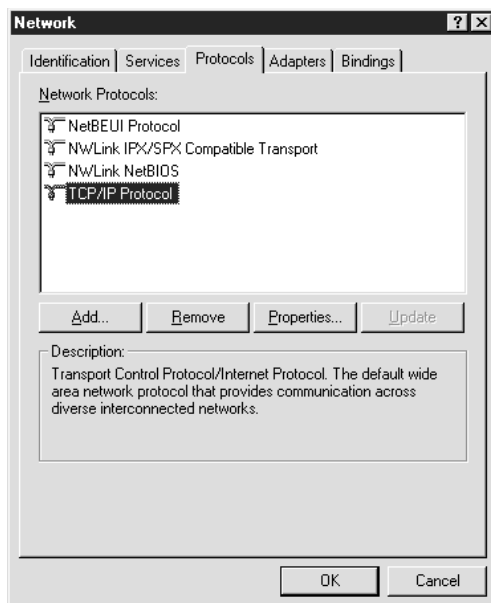 Network
? X
Identification Services Protocols Adapters Bindings
Network Protocols:
NetBEUI Protocol
NWLink IPX/SPX Compatible Transport
NWLink NetBIOS
TCP/IP Protocol
Add... Remove Properties... Update
Description:
Transport Control Protocol/Internet Protocol. The default wide
area network protocol that provides communication across
diverse interconnected networks.
OK Cancel